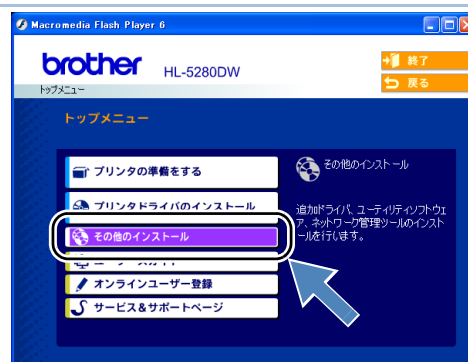 Macromedia Flash Player 6
brother HL-5280DW
終了
戻る
トップメニュー
トップメニュー
プリンタの準備をする
プリンタドライバのインストール
その他のインストール
オンラインユーザー登録
サービス&サポートページ
その他のインストール
追加ドライバ、ユーティリティソフトウェ
ア、ネットワーク管理ツールのインスト
ールを行します。